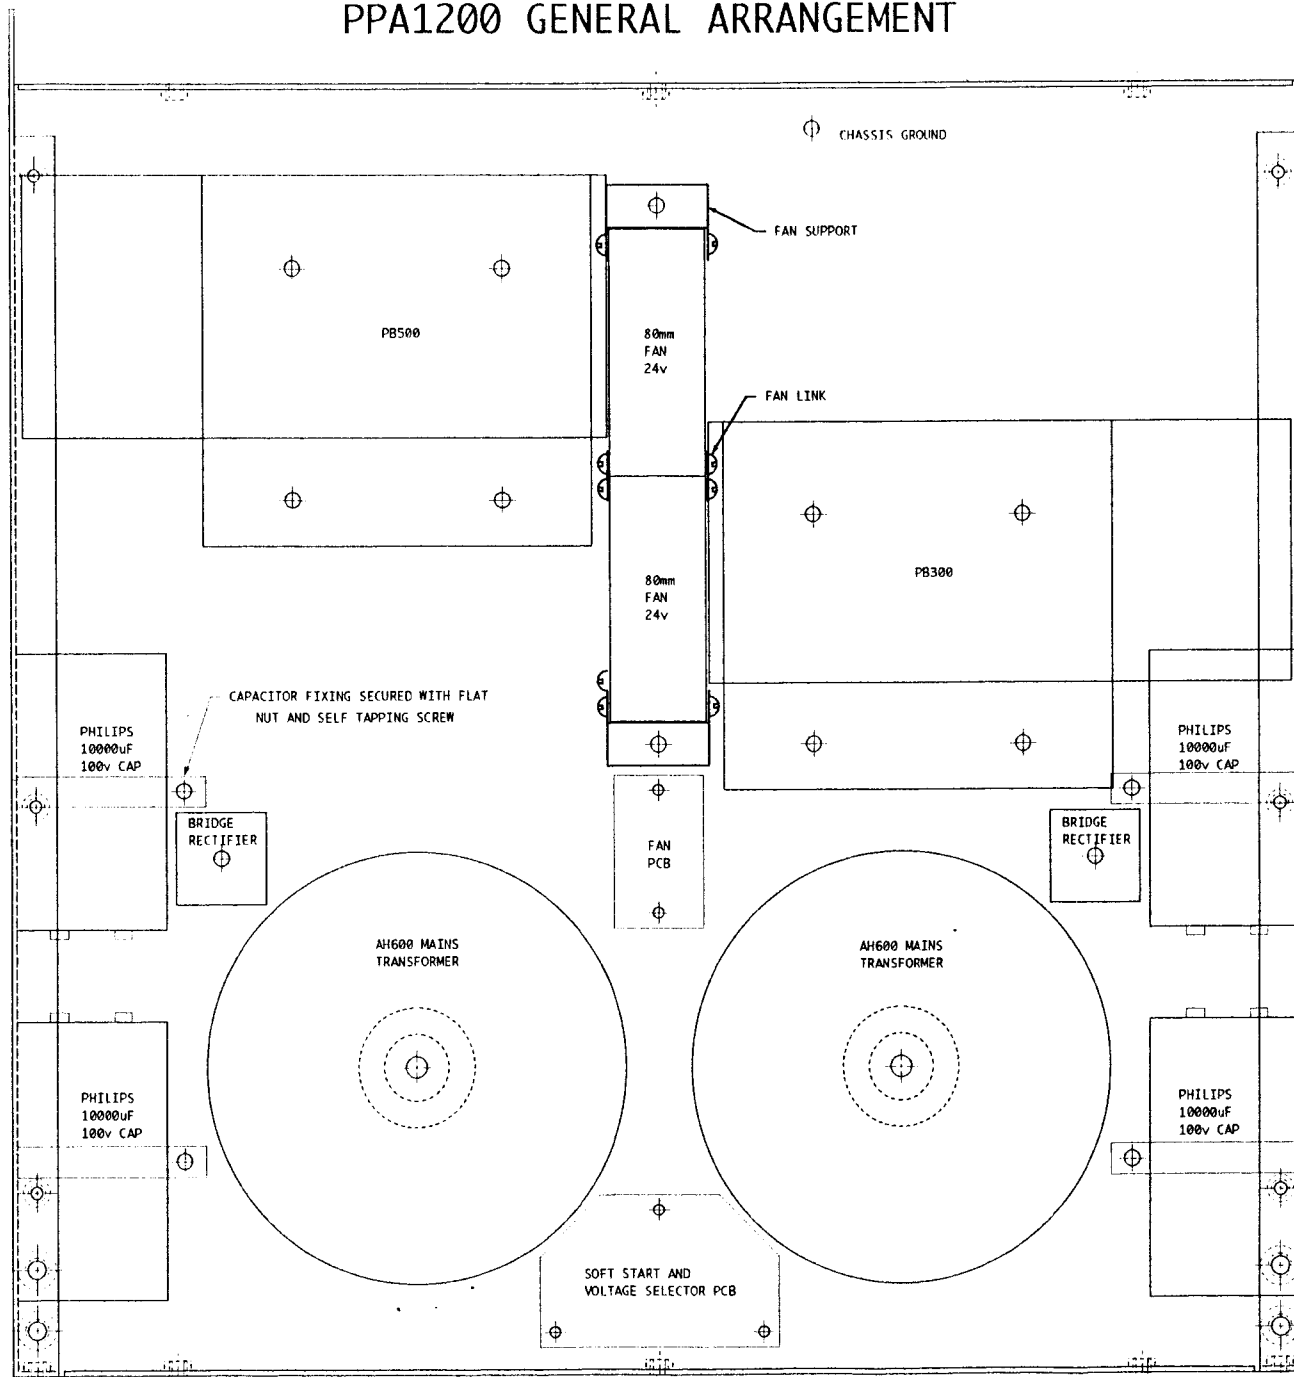 PPA1200 GENERAL ARRANGEMENT
CHASSIS GROUND
FAN SUPPORT
PB500
80mm
FAN
24v
FAN LINK
PB300
80mm
FAN
24v
CAPACITOR FIXING SECURED WITH FLAT
NUT AND SELF TAPPING SCREW
PHILIPS
10000uF
100v CAP
PHILIPS
10000uF
100v CAP
BRIDGE
RECTIFIER
FAN
PCB
BRIDGE
RECTIFIER
AH600 MAINS
TRANSFORMER
AH600 MAINS
TRANSFORMER
PHILIPS
10000uF
100v CAP
PHILIPS
10000uF
100v CAP
SOFT START AND
VOLTAGE SELECTOR PCB